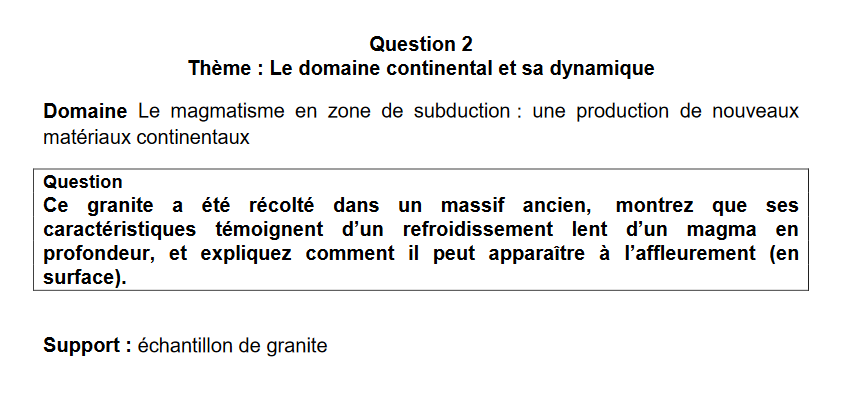 Question 2
Thème : Le domaine continental et sa dynamique
Domaine Le magmatisme en zone de subduction : une production de nouveaux
matériaux continentaux
Question
Ce granite a été récolté dans un massif ancien, montrez que ses
caractéristiques témoignent d’un refroidissement lent d’un magma en
profondeur, et expliquez comment il peut apparaître à l’affleurement (en
surface).
Support : échantillon de granite